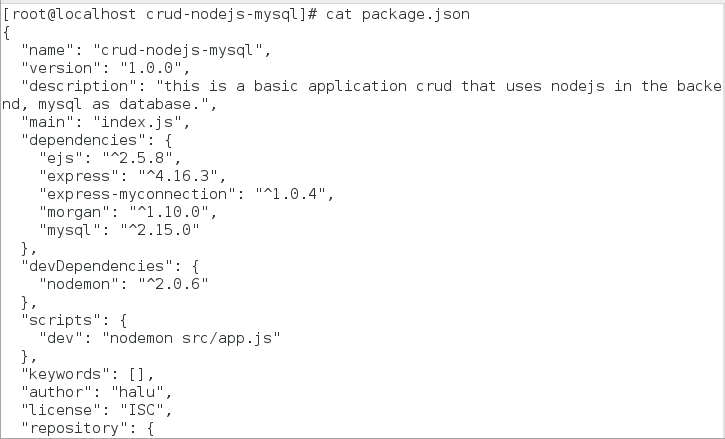 [root@localhost crud-nodejs-mysql]# cat package.json
{
  "name": "crud-nodejs-mysql",
  "version": "1.0.0",
  "description": "this is a basic application crud that uses nodejs in the backe
nd, mysql as database.",
  "main": "index.js",
  "dependencies": {
    "ejs": "^2.5.8",
    "express": "^4.16.3",
    "express-myconnection": "^1.0.4",
    "morgan": "^1.10.0",
    "mysql": "^2.15.0"
  },
  "devDependencies": {
    "nodemon": "^2.0.6"
  },
  "scripts": {
    "dev": "nodemon src/app.js"
  },
  "keywords": [],
  "author": "halu",
  "license": "ISC",
  "repository": {